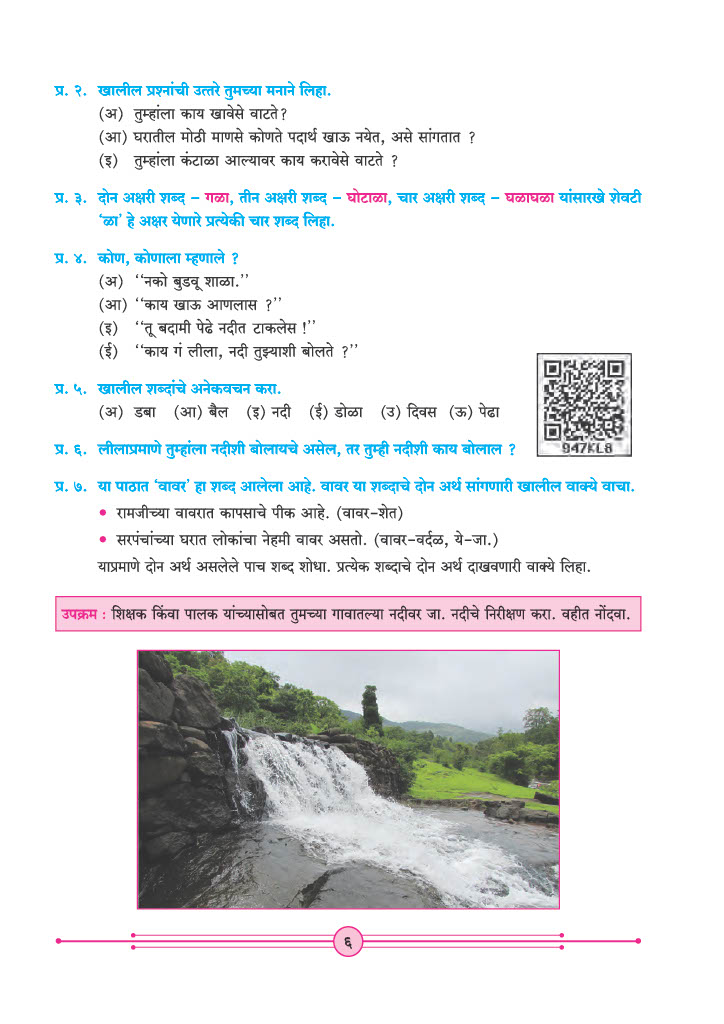 प्र. २. खालील प्रश्नांची उत्तरे तुमच्या मनाने लिहा.
(अ) तुम्हांला काय खावेसे वाटते?
(आ) घरातील मोठी माणसे कोणते पदार्थ खाऊ नयेत, असे सांगतात ?
(इ) तुम्हांला कंटाळा आल्यावर काय करावेसे वाटते ?
प्र. ३. दोन अक्षरी शब्द – गळा, तीन अक्षरी शब्द – घोटाळा, चार अक्षरी शब्द – घळाघळा यांसारखे शेवटी
‘ळा’ हे अक्षर येणारे प्रत्येकी चार शब्द लिहा.
प्र. ४. कोण, कोणाला म्हणाले ?
(अ) ‘‘नको बुडवू शाळा.’’
(आ) ‘‘काय खाऊ आणलास ?’’
(इ) ‘‘तू बदामी पेढे नदीत टाकलेस !’’
(ई) ‘‘काय गं लीला, नदी तुझ्याशी बोलते ?’’
प्र. ५. खालील शब्दांचे अनेकवचन करा.
(अ) डबा (आ) बैल (इ) नदी (ई) डोळा (उ) दिवस (ऊ) पेढा
947KL8
प्र. ६. लीलाप्रमाणे तुम्हांला नदीशी बोलायचे असेल, तर तुम्ही नदीशी काय बोलाल ?
प्र. ७. या पाठात ‘वावर’ हा शब्द आलेला आहे. वावर या शब्दाचे दोन अर्थ सांगणारी खालील वाक्ये वाचा.
• रामजीच्या वावरात कापसाचे पीक आहे. (वावर-शेत)
• सरपंचांच्या घरात लोकांचा नेहमी वावर असतो. (वावर-वर्दळ, ये-जा.)
याप्रमाणे दोन अर्थ असलेले पाच शब्द शोधा. प्रत्येक शब्दाचे दोन अर्थ दाखवणारी वाक्ये लिहा.
उपक्रम : शिक्षक किंवा पालक यांच्यासोबत तुमच्या गावातल्या नदीवर जा. नदीचे निरीक्षण करा. वहीत नोंदवा.
६